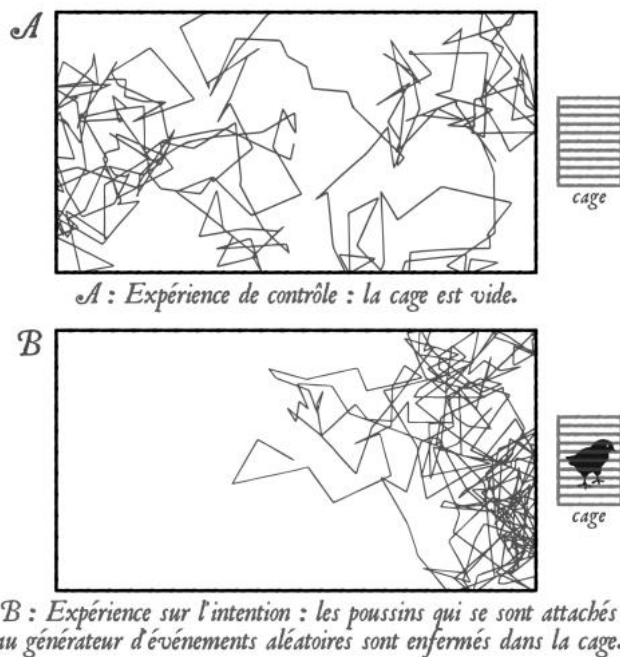 A
cage
A : Expérience de contrôle : la cage est vide.
B
cage
B : Expérience sur l'intention : les poussins qui se sont attachés
au générateur d'événements aléatoires sont enfermés dans la cage.